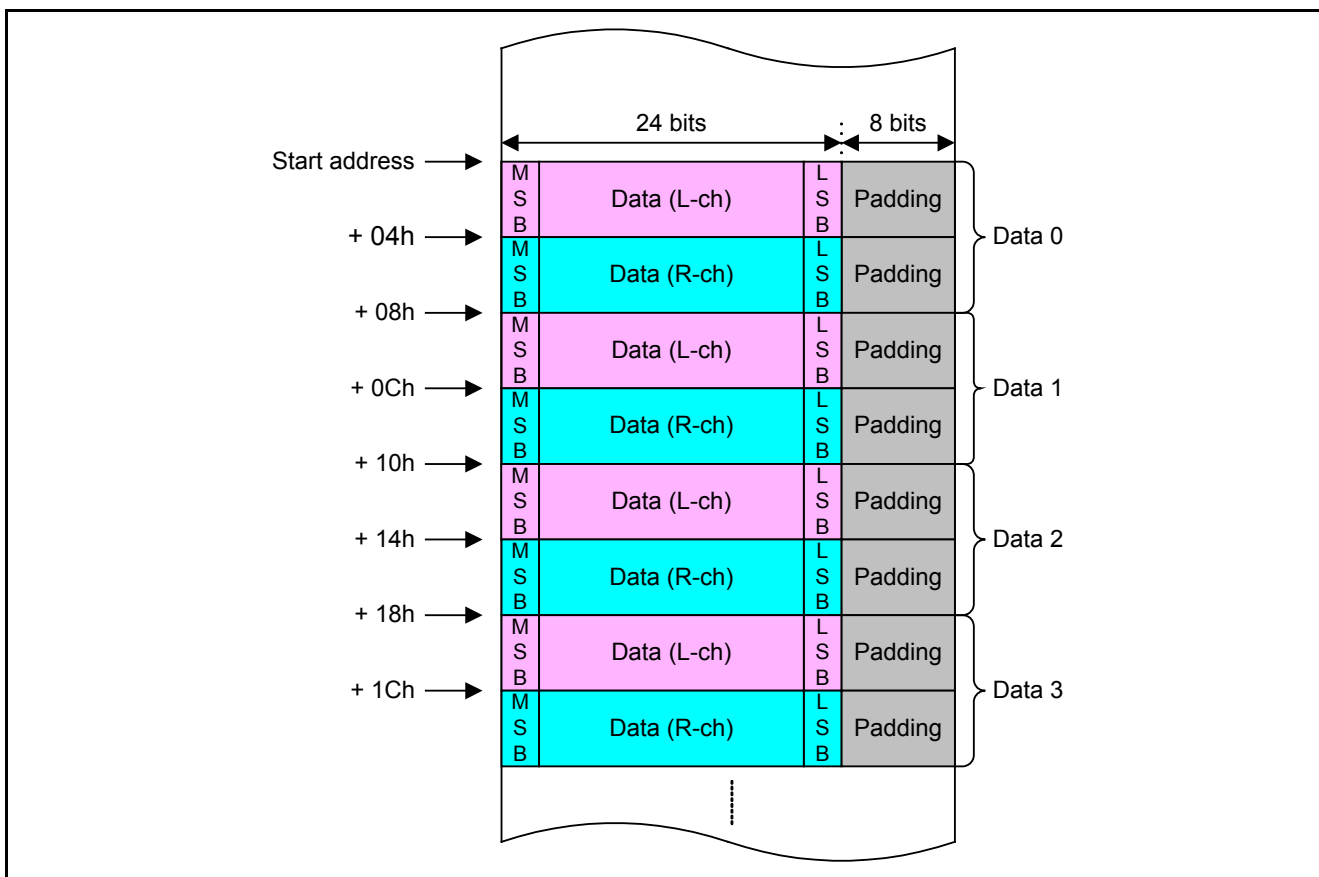 24 bits 8 bits
Start address
M S B Data (L-ch) L S B Padding
Data 0
+ 04h
M S B Data (R-ch) L S B Padding
+ 08h
M S B Data (L-ch) L S B Padding
+ 0Ch
Data 1
M S B Data (R-ch) L S B Padding
+ 10h
M S B Data (L-ch) L S B Padding
+ 14h
Data 2
M S B Data (R-ch) L S B Padding
+ 18h
M S B Data (L-ch) L S B Padding
+ 1Ch
Data 3
M S B Data (R-ch) L S B Padding